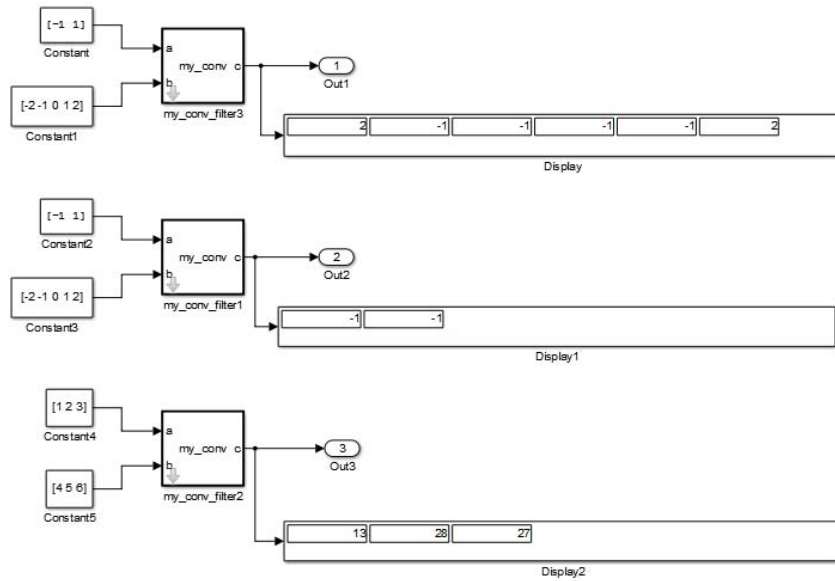 [-1 1]
Constant
[-2 -1 0 1 2]
Constant1
a
my_conv c
b
my_conv_filter3
1
Out1
2 -1 -1 -1 -1 2
Display
[-1 1]
Constant2
[-2 -1 0 1 2]
Constant3
a
my_conv c
b
my_conv_filter1
2
Out2
-1 -1
Display1
[1 2 3]
Constant4
[4 5 6]
Constant5
a
my_conv c
b
my_conv_filter2
3
Out3
13 28 27
Display2